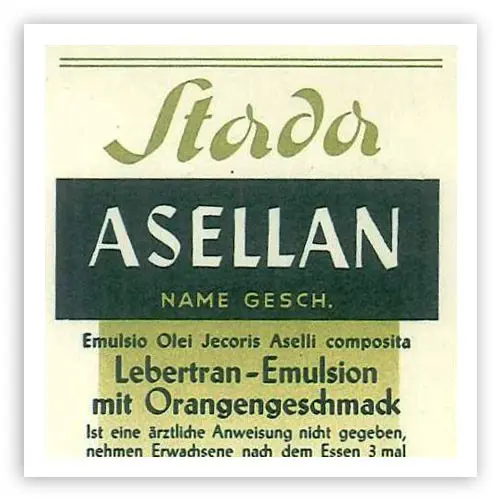 Stada
ASELLAN
NAME GESCH.
Emulsio Olei Jecoris Aselli composita
Lebertran-Emulsion
mit Orangengeschmack
Ist eine ärztliche Anweisung nicht gegeben,
nehmen Erwachsene nach dem Essen 3 mal